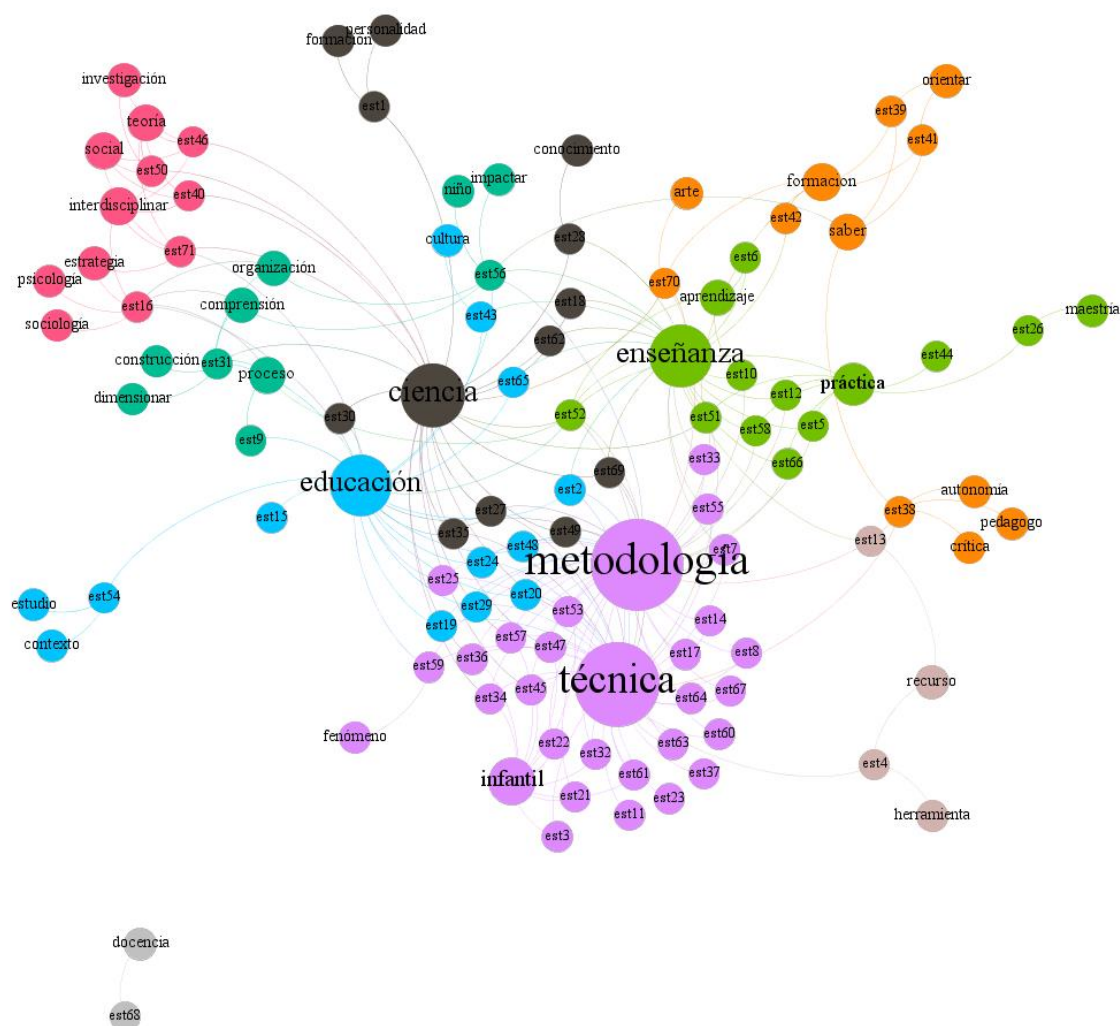 personalidad
formación
investigación
orientar
est1
est39
teoría
est46
est41
social
conocimiento
est50
impactar
niño
formacion
arte
est40
interdisciplinar
est42
saber
cultura
est28
est71
est6
estrategia
organización
est56
psicología
est70
aprendizaje
comprensión
est18
maestria
est16
est43
sociología
est26
est62
enseñanza
est44
construcción
est31
proceso
est10
est65
práctica
ciencia
dimensionar
est12
est30
est52
est51
est58
est5
est9
est33
est66
est69
educación
est2
autonomía
est55
est27
est38
est15
pedagogo
est35
est49
est13
crítica
est48
est7
est24
metodología
est25
est20
est54
estudio
est29
est53
est14
est19
contexto
est57
est47
est17
est8
est36
est59
técnica
recurso
est45
est34
est64
est67
fenómeno
est60
est22
est63
est32
est4
infantil
est61
est37
est21
est23
est11
herramienta
est3
docencia
est68